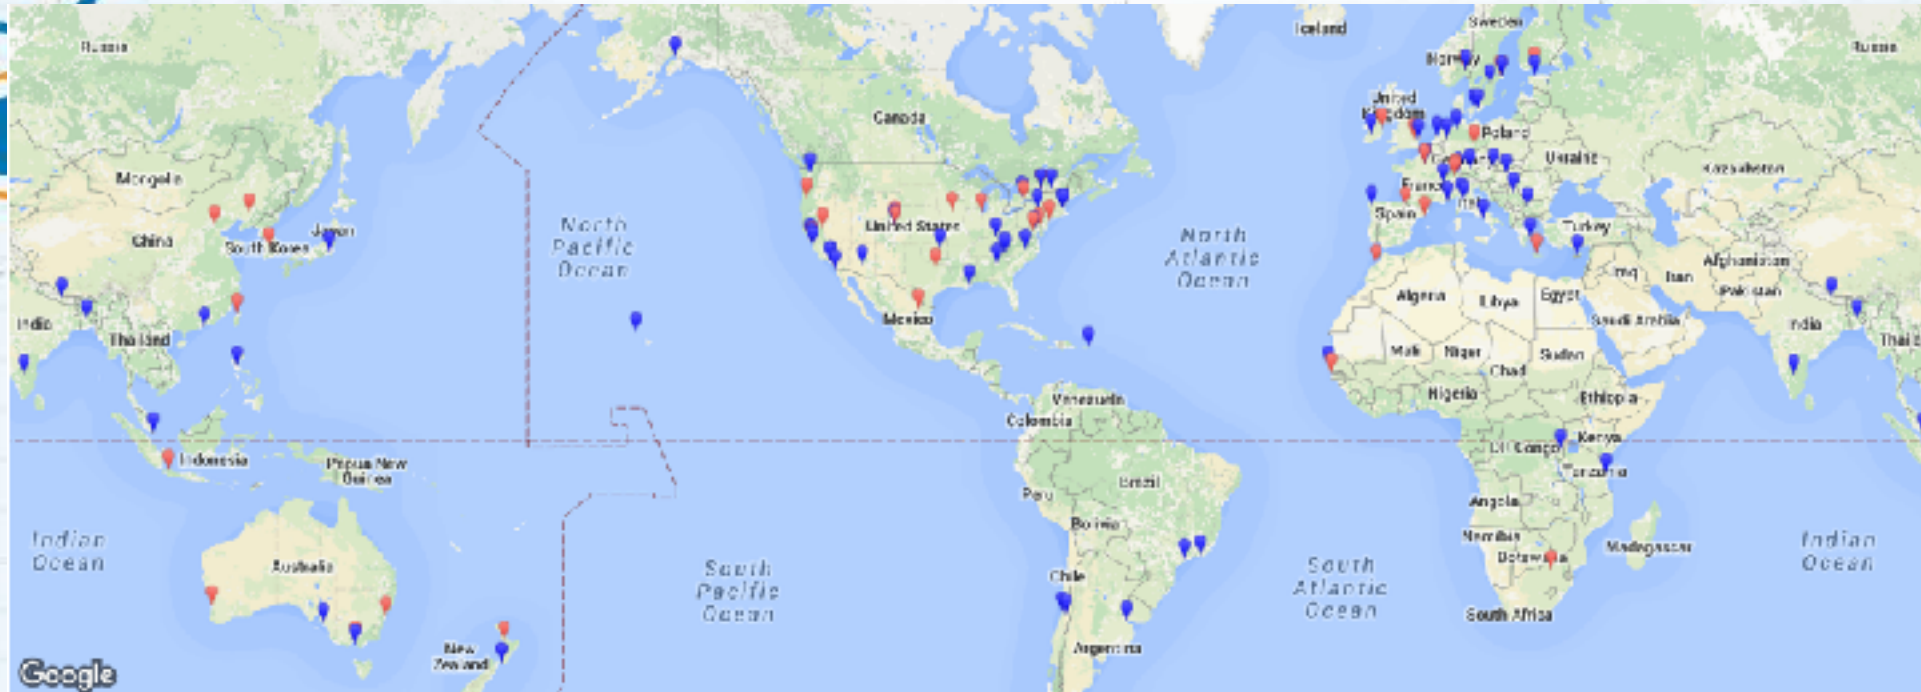 Iceland
Sweden
Russia
Russia
Norway
United
Kingdom
Canada
Poland
Ukraine
Kazakhstan
Mongolia
France
Spain
Turkey
North
Pacific
Ocean
United States
North
Atlantic
Ocean
China
South Korea
Japan
Afghanistan
Iraq
Iran
Pakistan
Algeria
Libya
Egypt
Saudi Arabia
India
Thailand
Mexico
India
Mali
Niger
Sudan
Chad
Nigeria
Ethiopia
Venezuela
Colombia
DR Congo
Kenya
Indonesia
Papua New
Guinea
Tanzania
Peru
Brazil
Angola
Bolivia
Namibia
Botswana
Madagascar
Indian
Ocean
Australia
South
Pacific
Ocean
Chile
South
Atlantic
Ocean
Indian
Ocean
South Africa
New
Zealand
Argentina
Google